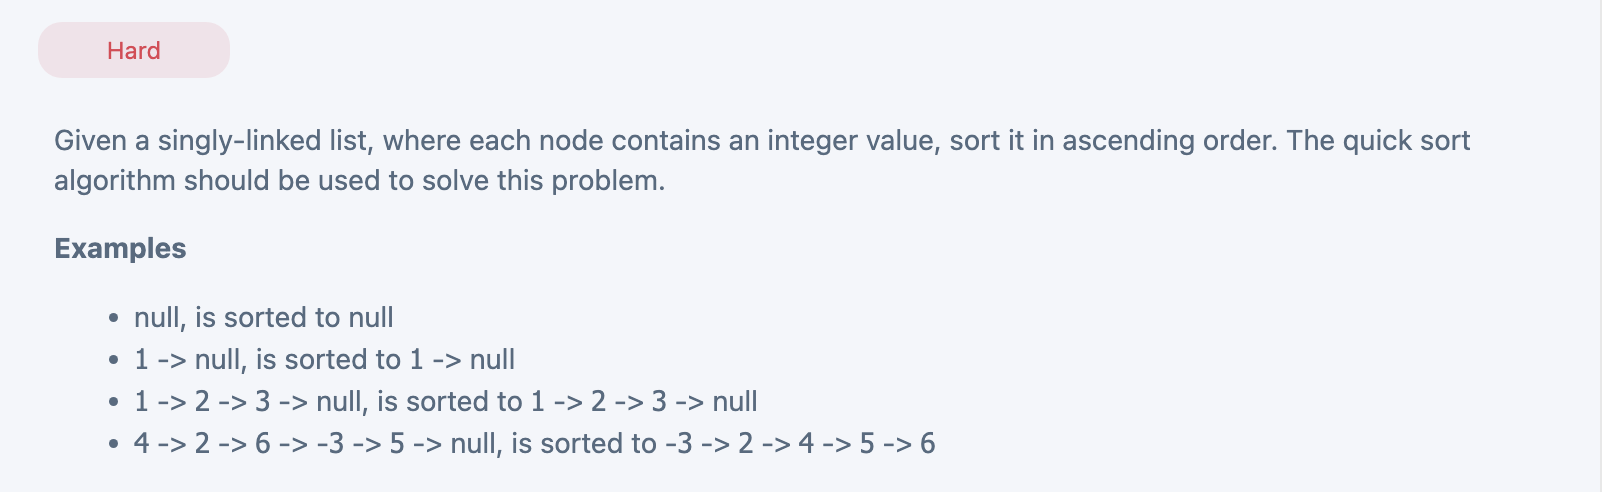 Hard
Given a singly-linked list, where each node contains an integer value, sort it in ascending order. The quick sort
algorithm should be used to solve this problem.
Examples
• null, is sorted to null
• 1 -> null, is sorted to 1 -> null
• 1 -> 2 -> 3 -> null, is sorted to 1 -> 2 -> 3 -> null
• 4 -> 2 -> 6 -> -3 -> 5 -> null, is sorted to -3 -> 2 -> 4 -> 5 -> 6